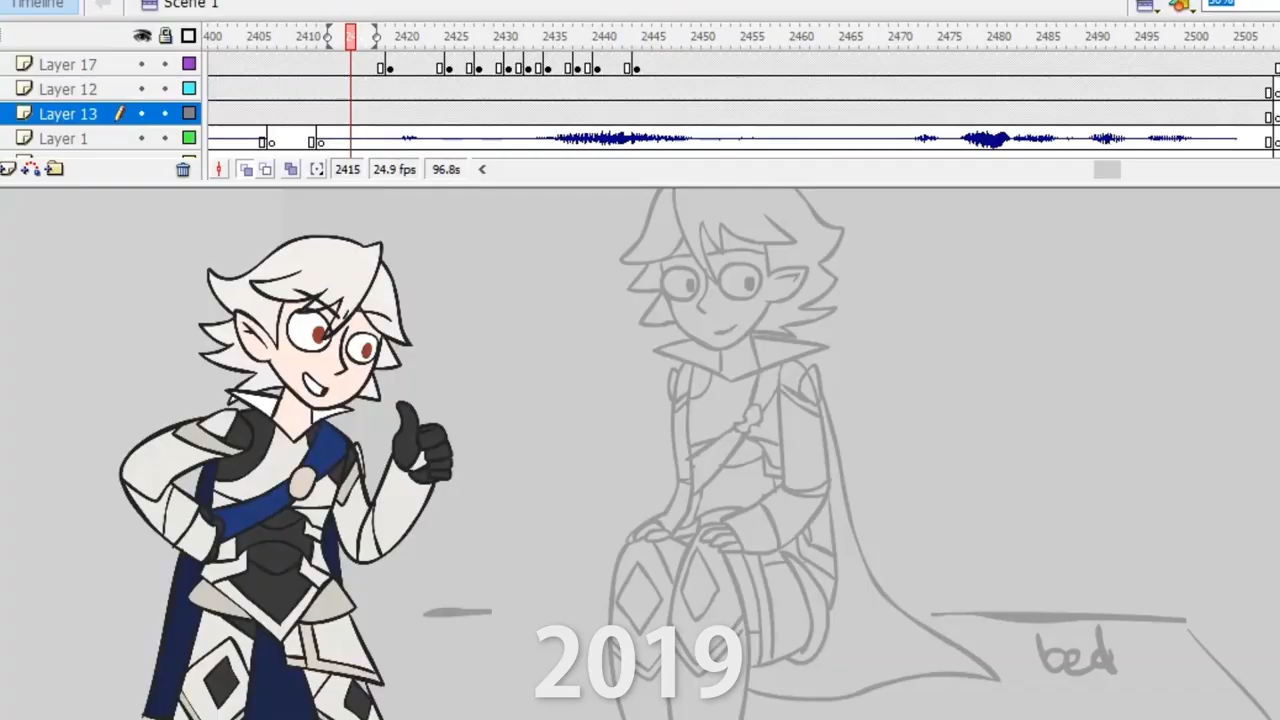 Timeline
Scene 1
50%
400 2405 2410 24 2420 2425 2430 2435 2440 2445 2450 2455 2460 2465 2470 2475 2480 2485 2490 2495 2500 2505
Layer 17
Layer 12
Layer 13
Layer 1
2415 24.9 fps 96.8s
bed
2019